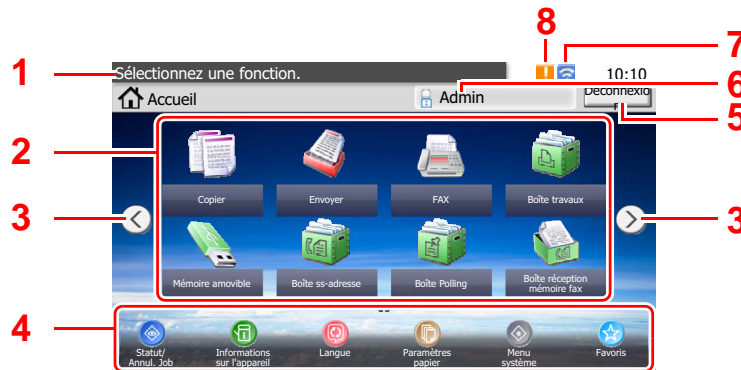 8
7
1
Sélectionnez une fonction.
10:10
6
Accueil
Admin
Déconnexio
n
5
2
Copier
Envoyer
FAX
Boîte travaux
3
3
Mémoire amovible
Boîte ss-adresse
Boîte Polling
Boîte réception
mémoire fax
4
Statut/
Annul. Job
Informations
sur l'appareil
Langue
Paramètres
papier
Menu
système
Favoris